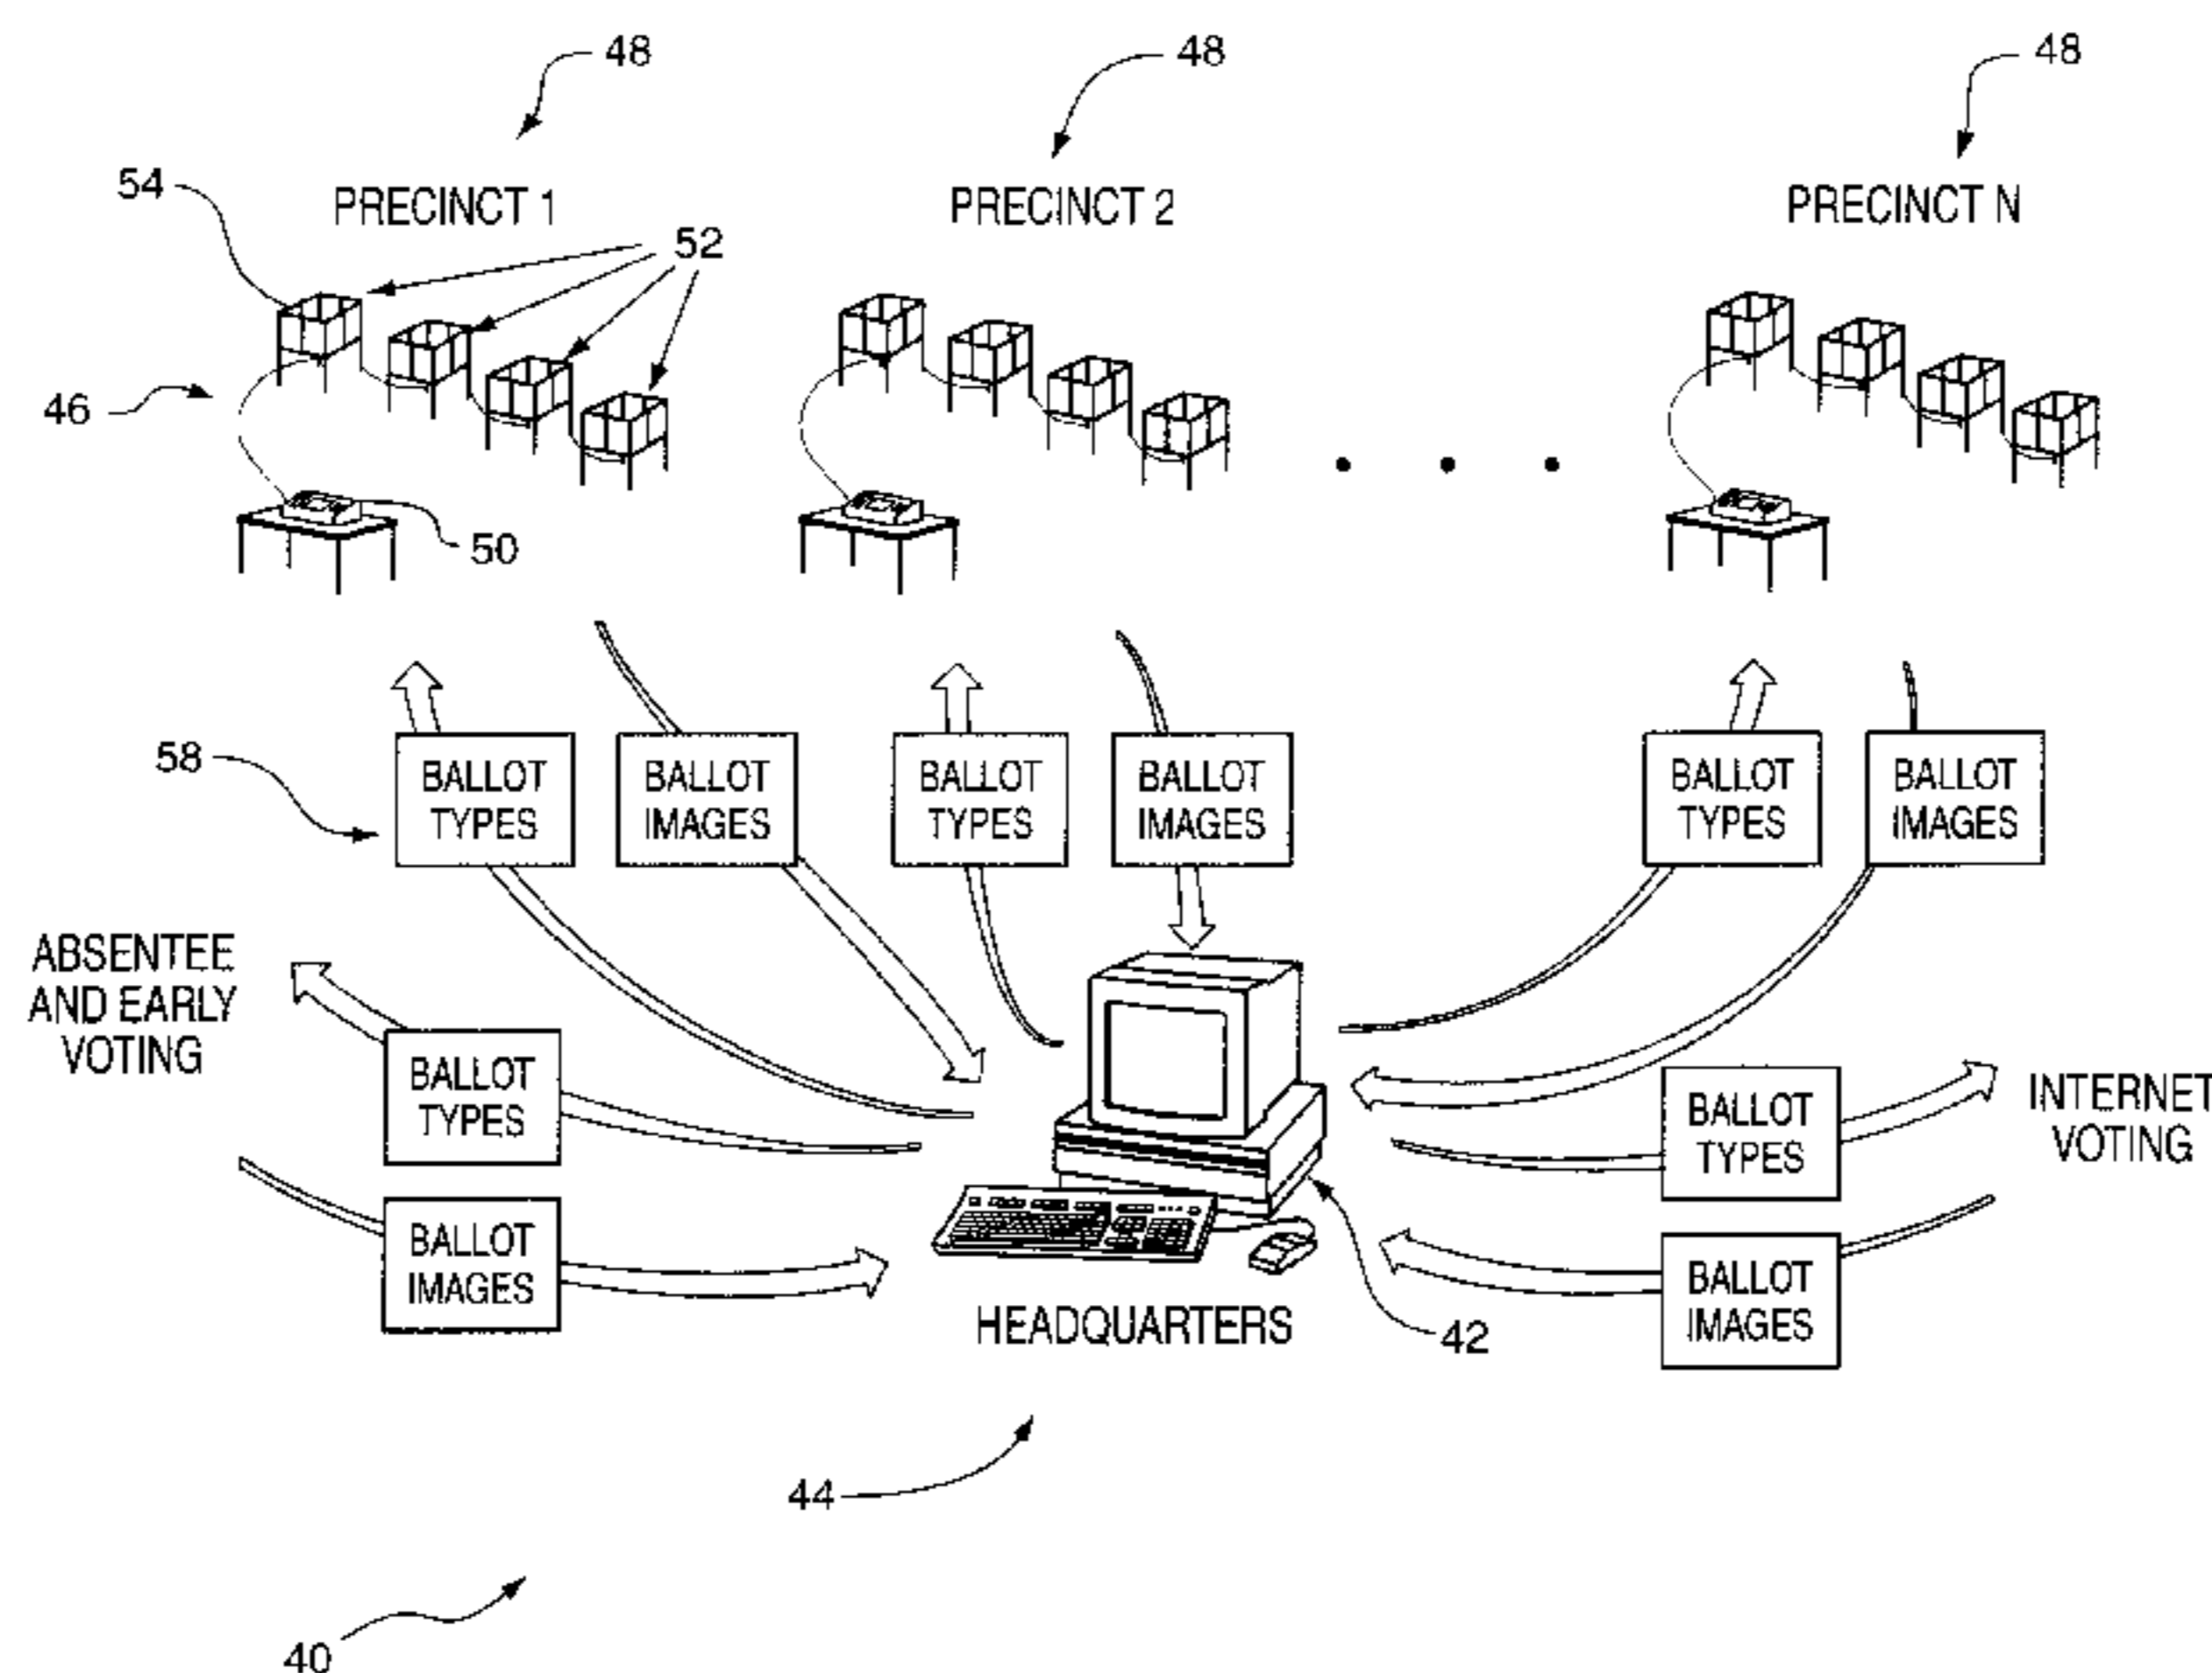 48
48
48
54
PRECINCT 1
PRECINCT 2
PRECINCT N
52
46
50
58
BALLOT
TYPES
BALLOT
IMAGES
BALLOT
TYPES
BALLOT
IMAGES
BALLOT
TYPES
BALLOT
IMAGES
ABSENTEE
AND EARLY
VOTING
BALLOT
TYPES
BALLOT
TYPES
INTERNET
VOTING
BALLOT
IMAGES
BALLOT
IMAGES
HEADQUARTERS
42
44
40